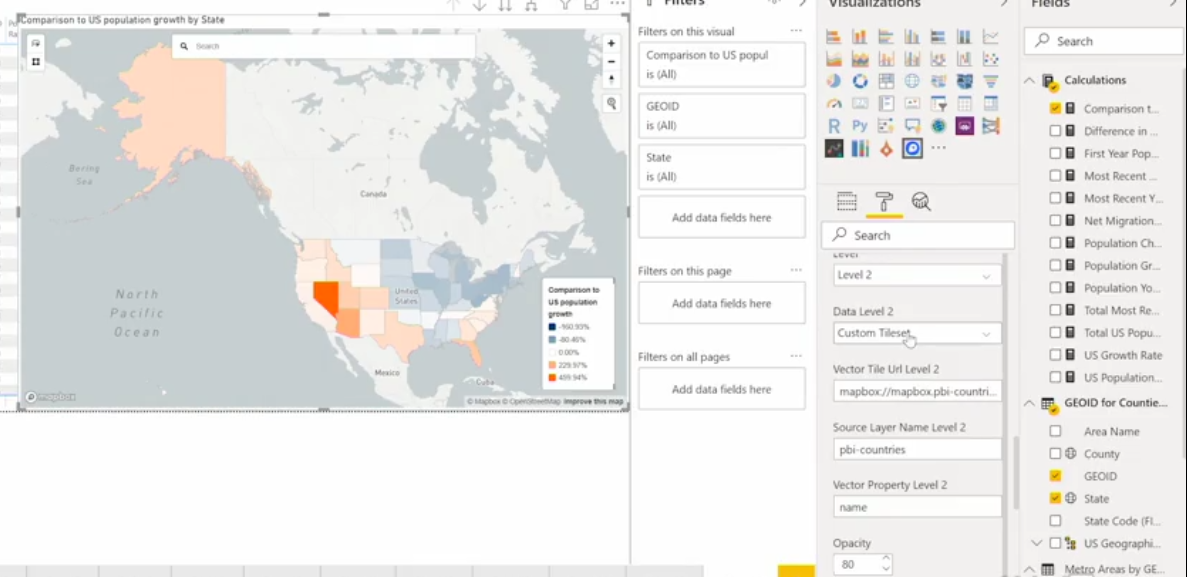 Comparison to US population growth by State
Search
Bering
Sea
Canada
North
Pacific
Ocean
United
States
Mexico
Cuba
Comparison to
US population
growth
-160.93%
-80.46%
0.00%
229.97%
459.94%
mapbox
© Mapbox © OpenStreetMap Improve this map
Filters
Filters on this visual
Comparison to US popul
is (All)
GEOID
is (All)
State
is (All)
Add data fields here
Filters on this page
Add data fields here
Filters on all pages
Add data fields here
Visualizations
R
Py
Search
Level
Level 2
Data Level 2
Custom Tileset
Vector Tile Url Level 2
mapbox://mapbox.pbi-countri...
Source Layer Name Level 2
pbi-countries
Vector Property Level 2
name
Opacity
80
Fields
Search
Calculations
Comparison t...
Difference in ...
First Year Pop...
Most Recent ...
Most Recent Y...
Net Migration...
Population Ch...
Population Gr...
Population Yo...
Total Most Re...
Total US Popu...
US Growth Rate
US Population...
GEOID for Countie...
Area Name
County
GEOID
State
State Code (FI...
US Geographi...
Metro Areas by GE...